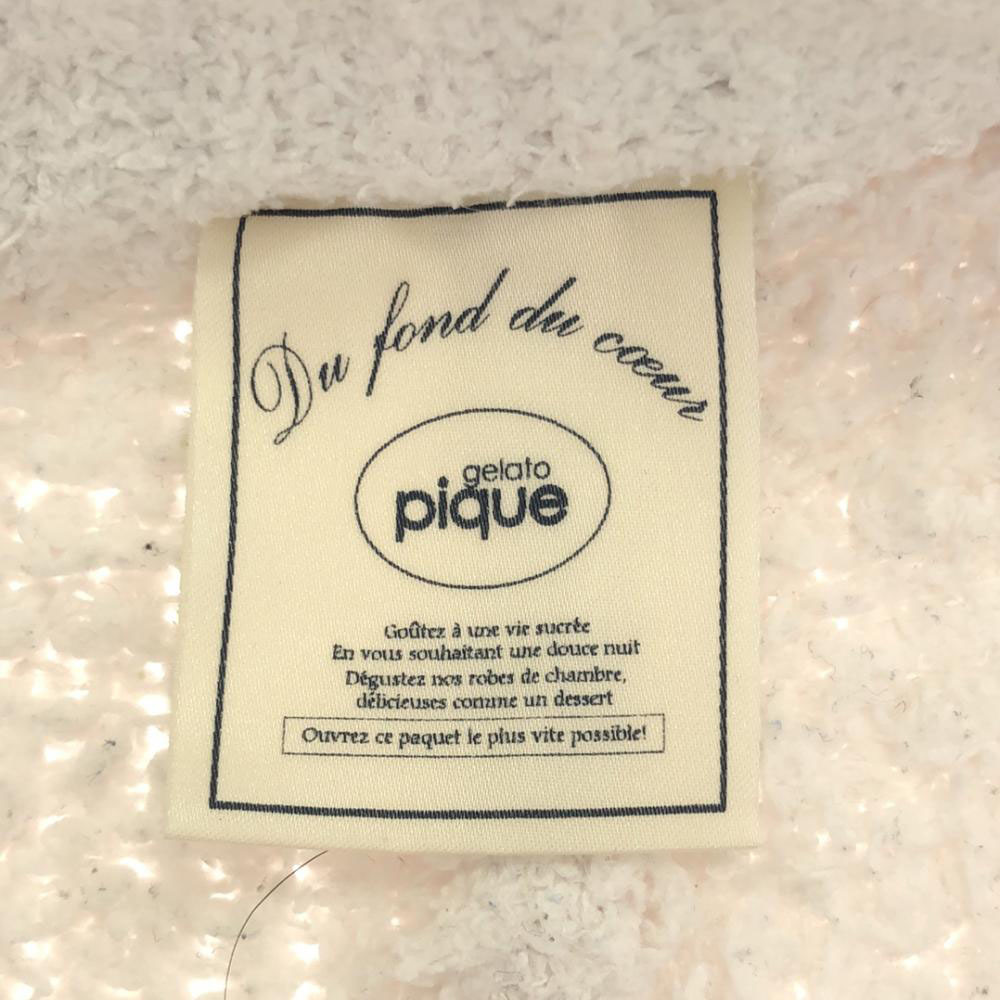 Du fond du cœur
gelato
pique
Goûtez à une vie sucrée
En vous souhaitant une douce nuit
Dégustez nos robes de chambre,
délicieuses comme un dessert
Ouvrez ce paquet le plus vite possible!